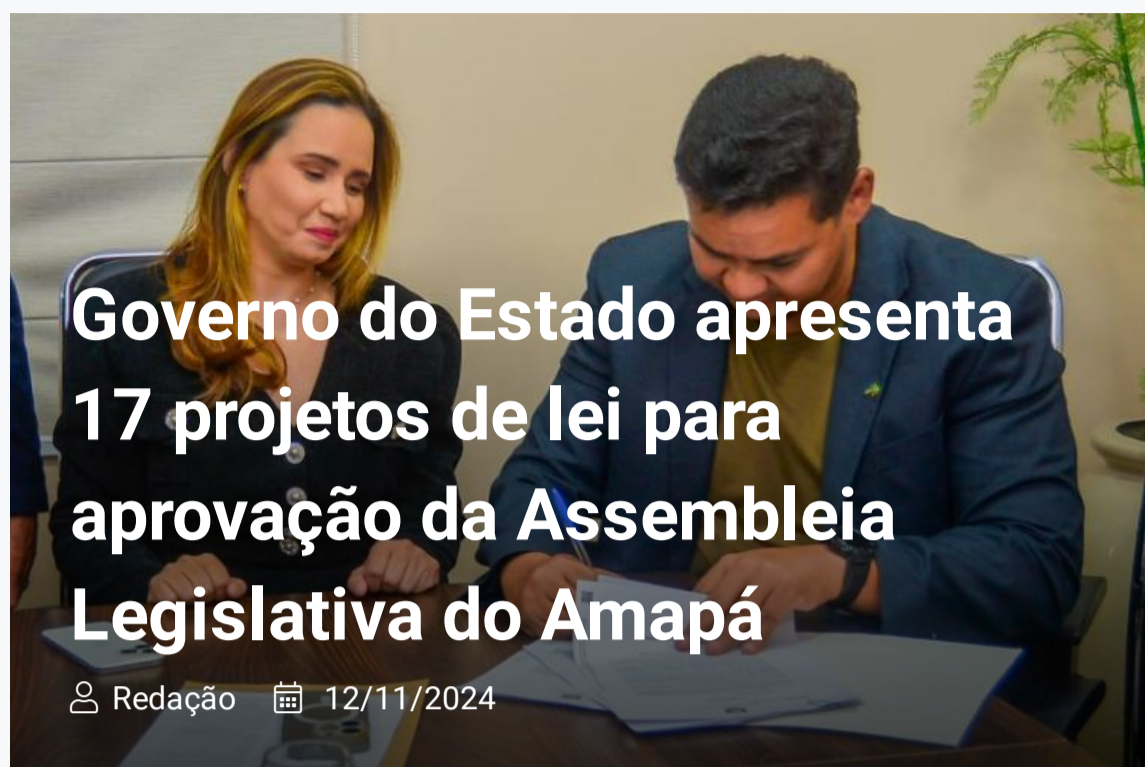 Governo do Estado apresenta
17 projetos de lei para
aprovação da Assembleia
Legislativa do Amapá
Redação 12/11/2024